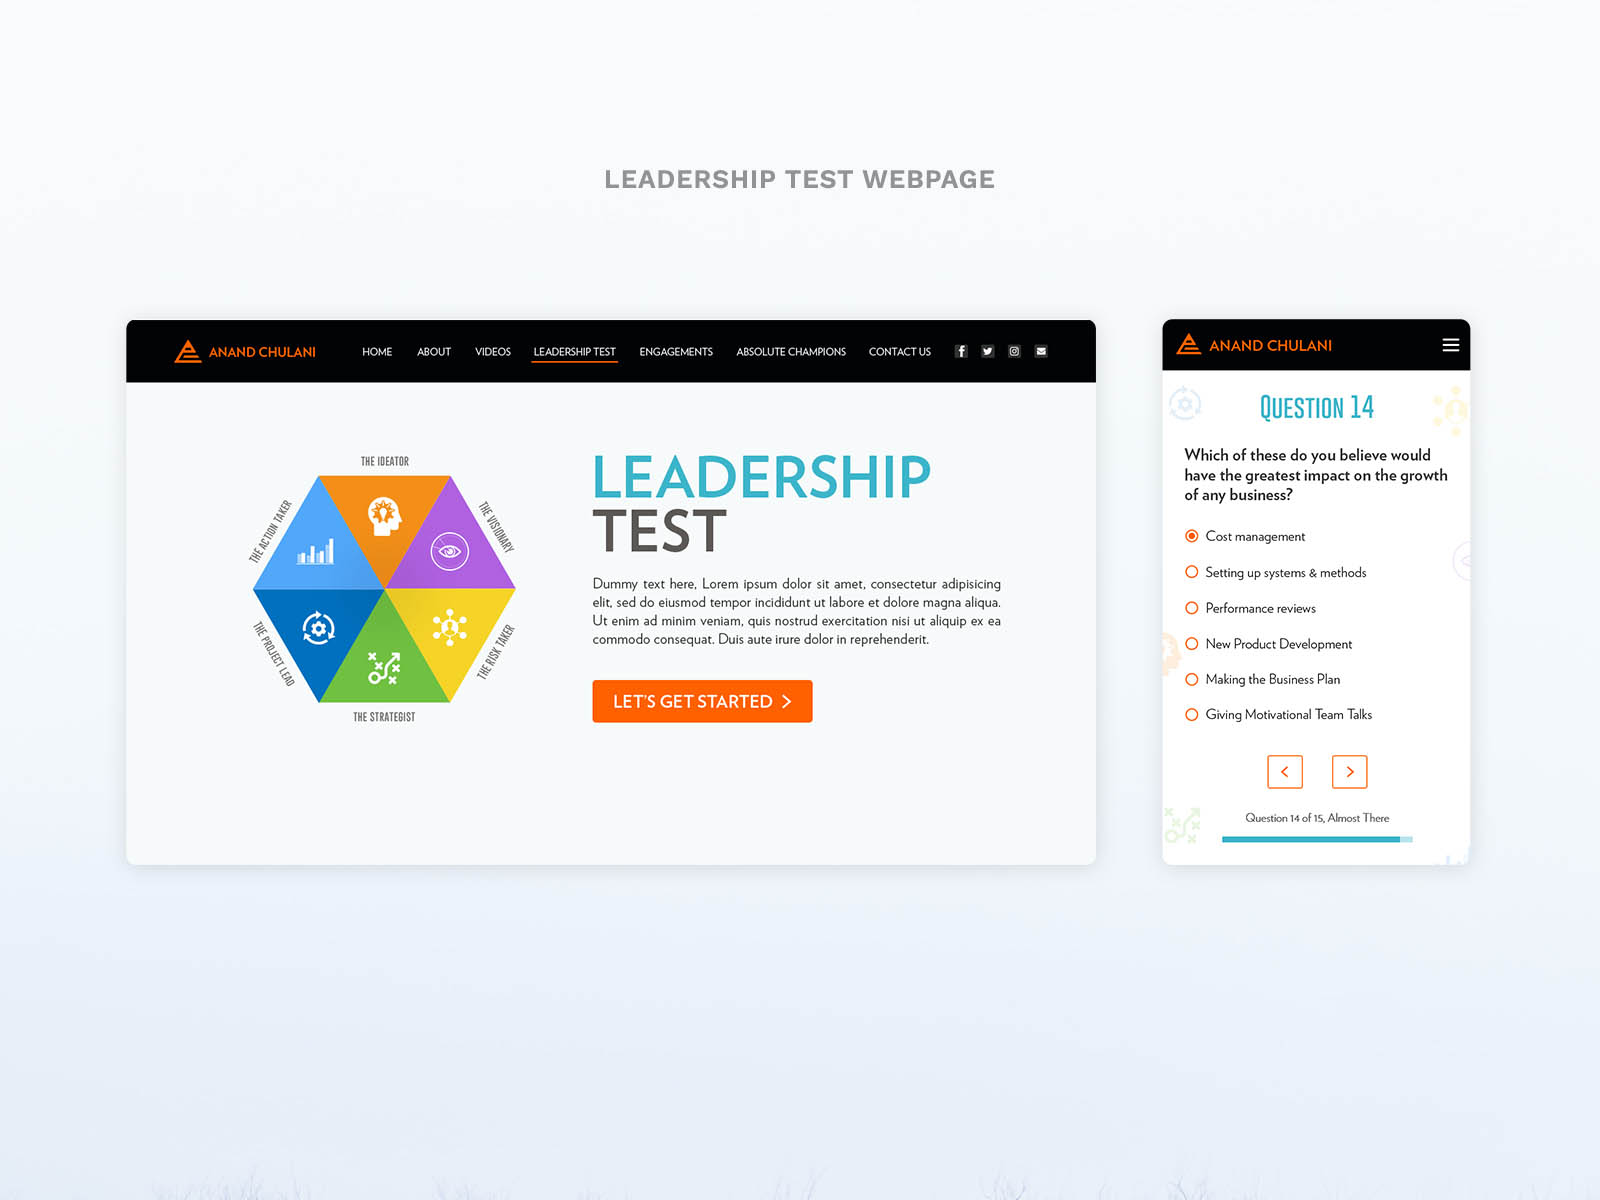 LEADERSHIP TEST WEBPAGE
ANAND CHULANI
HOME ABOUT VIDEOS LEADERSHIP TEST ENGAGEMENTS ABSOLUTE CHAMPIONS CONTACT US
THE IDEATOR
THE ACTION TAKER
THE VISIONARY
THE PROJECT LEAD
THE RISK TAKER
THE STRATEGIST
LEADERSHIP
TEST
Dummy text here, Lorem ipsum dolor sit amet, consectetur adipisicing
elit, sed do eiusmod tempor incididunt ut labore et dolore magna aliqua.
Ut enim ad minim veniam, quis nostrud exercitation nisi ut aliquip ex ea
commodo consequat. Duis aute irure dolor in reprehenderit.
LET'S GET STARTED >
ANAND CHULANI
QUESTION 14
Which of these do you believe would
have the greatest impact on the growth
of any business?
Cost management
Setting up systems & methods
Performance reviews
New Product Development
Making the Business Plan
Giving Motivational Team Talks
Question 14 of 15, Almost There